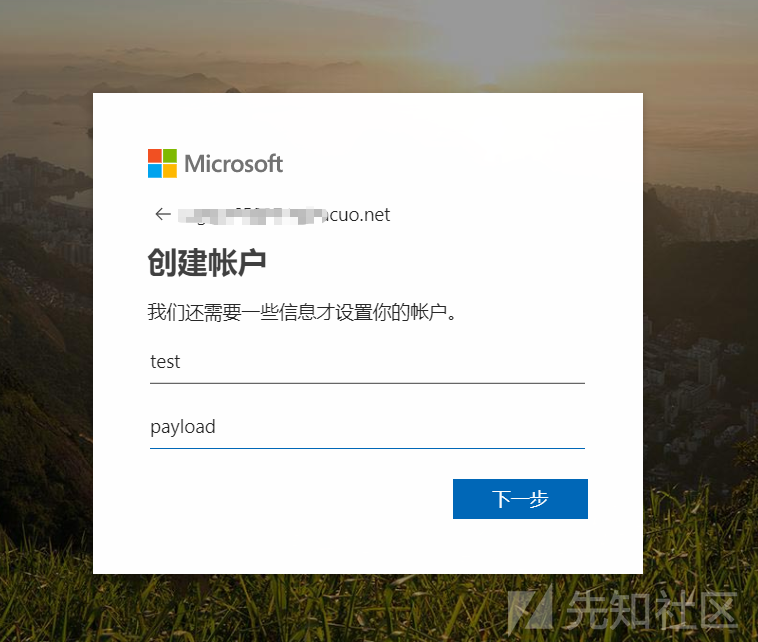 Microsoft
cuo.net
创建帐户
我们还需要一些信息才设置你的帐户。
test
payload
下一步
先知社区